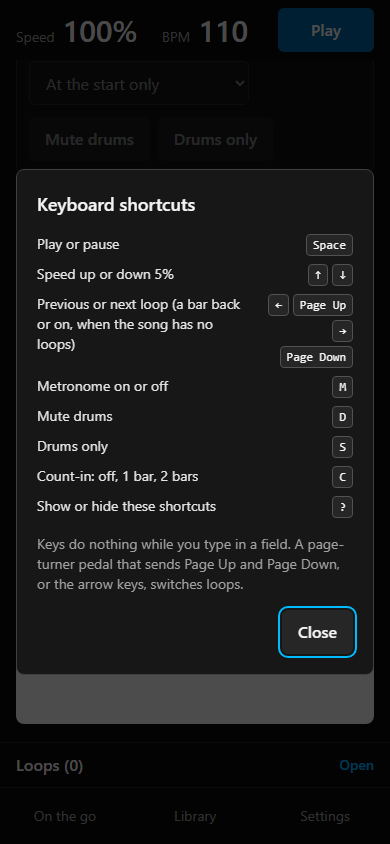 Speed 100% BPM 110 Play
At the start only
Mute drums Drums only
Keyboard shortcuts
Play or pause Space
Speed up or down 5% ↑ ↓
Previous or next loop (a bar back ← Page Up
or on, when the song has no →
loops) Page Down
Metronome on or off M
Mute drums D
Drums only S
Count-in: off, 1 bar, 2 bars C
Show or hide these shortcuts ?
Keys do nothing while you type in a field. A page-
turner pedal that sends Page Up and Page Down,
or the arrow keys, switches loops.
Close
Loops (0) Open
On the go Library Settings